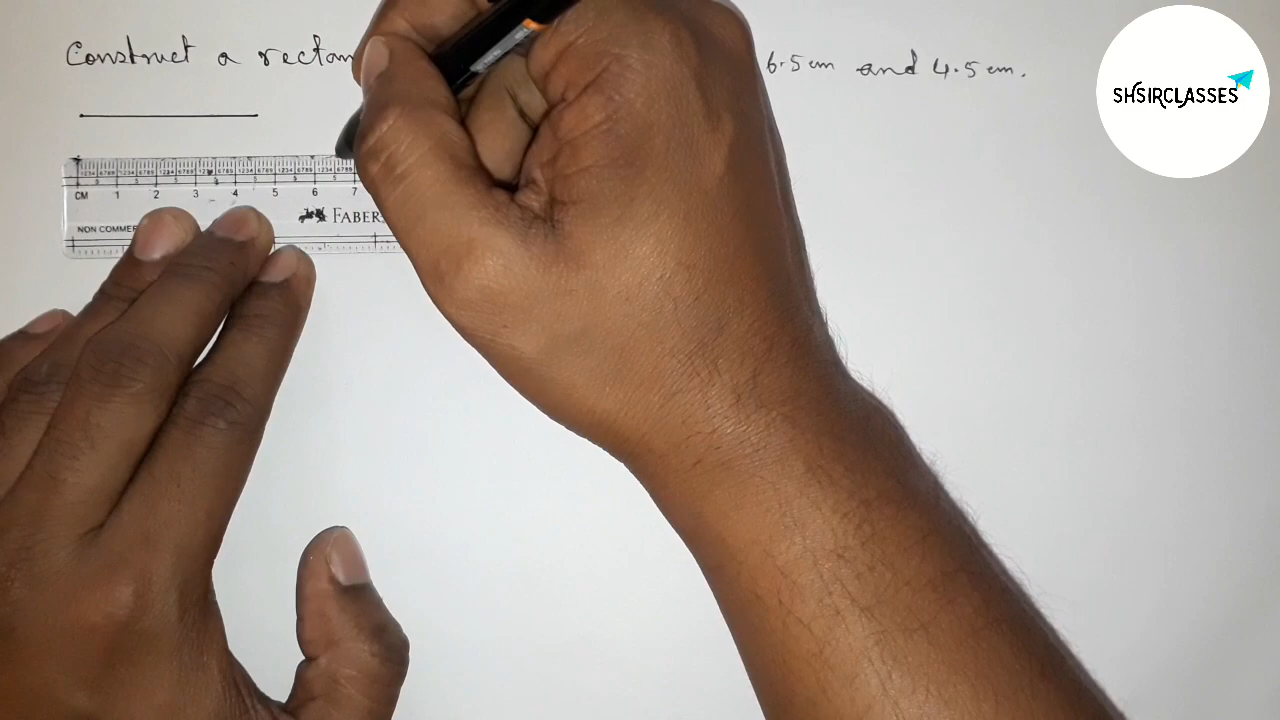 Construct a rectan 6.5 cm and 4.5 cm.
SHSIRCLASSES
CM 1 2 3 4 5 6 7
FABER
NON COMMER